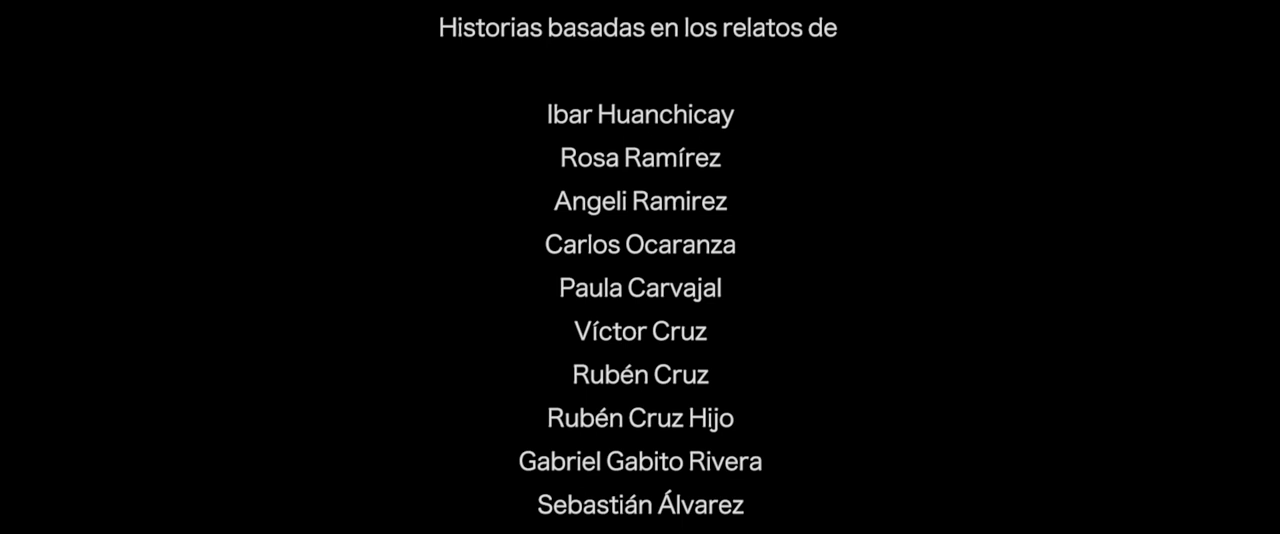 Historias basadas en los relatos de
Ibar Huanchicay
Rosa Ramírez
Angeli Ramirez
Carlos Ocaranza
Paula Carvajal
Víctor Cruz
Rubén Cruz
Rubén Cruz Hijo
Gabriel Gabito Rivera
Sebastián Álvarez